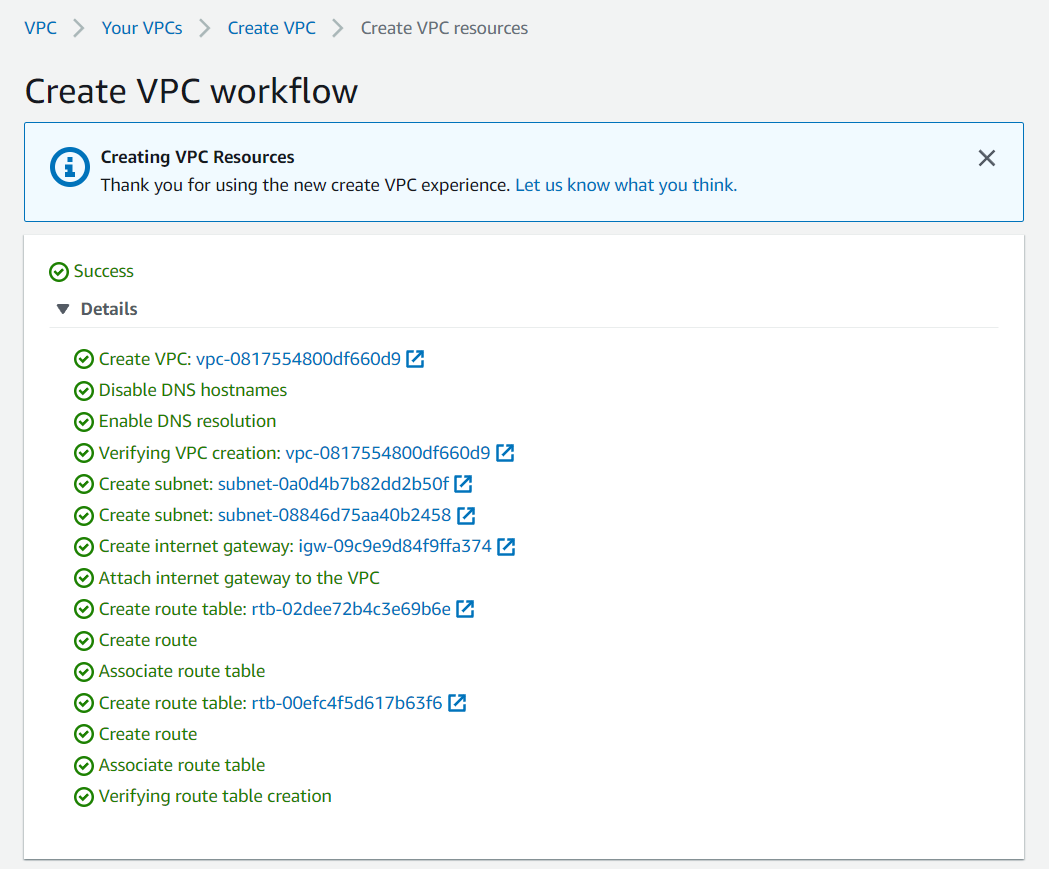 VPC > Your VPCs > Create VPC > Create VPC resources
Create VPC workflow
Creating VPC Resources
Thank you for using the new create VPC experience. Let us know what you think.
Success
Details
Create VPC: vpc-0817554800df660d9
Disable DNS hostnames
Enable DNS resolution
Verifying VPC creation: vpc-0817554800df660d9
Create subnet: subnet-0a0d4b7b82dd2b50f
Create subnet: subnet-08846d75aa40b2458
Create internet gateway: igw-09c9e9d84f9ffa374
Attach internet gateway to the VPC
Create route table: rtb-02dee72b4c3e69b6e
Create route
Associate route table
Create route table: rtb-00efc4f5d617b63f6
Create route
Associate route table
Verifying route table creation